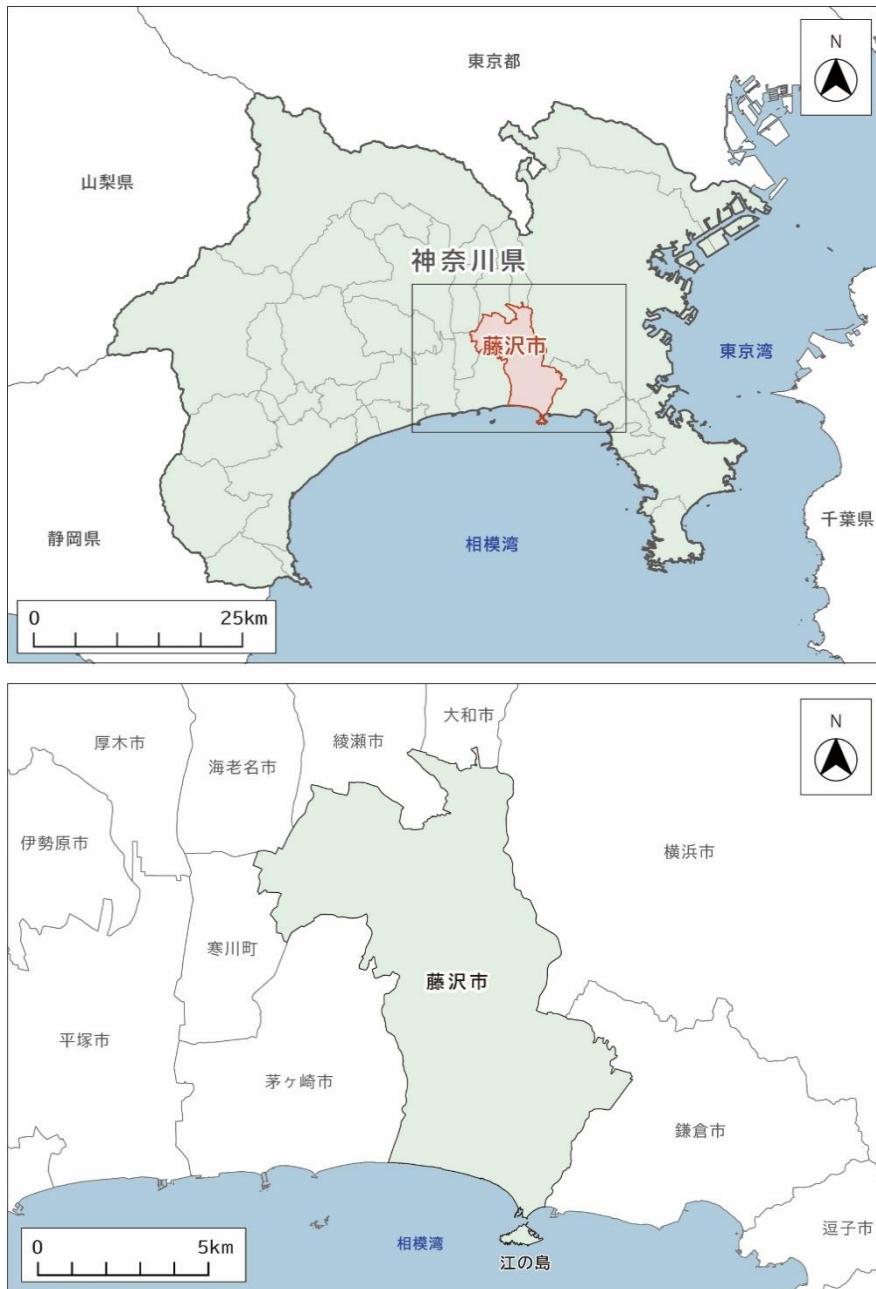 東京都
N
山梨県
神奈川県
藤沢市
東京湾
千葉県
静岡県
相模湾
0 25km
大和市
N
厚木市
海老名市
綾瀬市
伊勢原市
横浜市
寒川町
藤沢市
平塚市
茅ヶ崎市
鎌倉市
逗子市
0 5km
相模湾
江の島